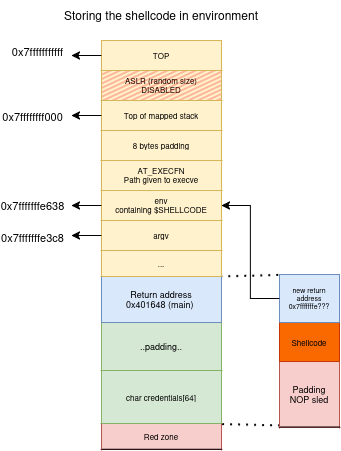 Storing the shellcode in environment
0x7fffffffffff
TOP
ASLR (random size)
DISABLED
0x7ffffffff000
Top of mapped stack
8 bytes padding
AT_EXECFN
Path given to execve
0x7fffffffe638
env
containing $SHELLCODE
0x7fffffffe3c8
argv
...
Return address
0x401648 (main)
new return
address
0x7fffffffe???
..padding..
Shellcode
char credentials[64]
Padding
NOP sled
Red zone